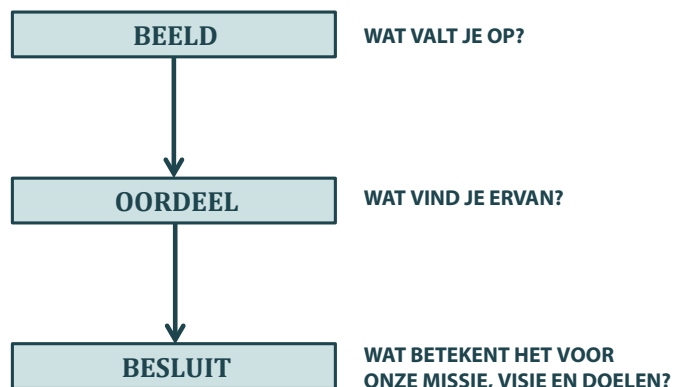 BEELD
WAT VALT JE OP?
OORDEEL
WAT VIND JE ERVAN?
BESLUIT
WAT BETEKENT HET VOOR
ONZE MISSIE, VISIE EN DOELEN?